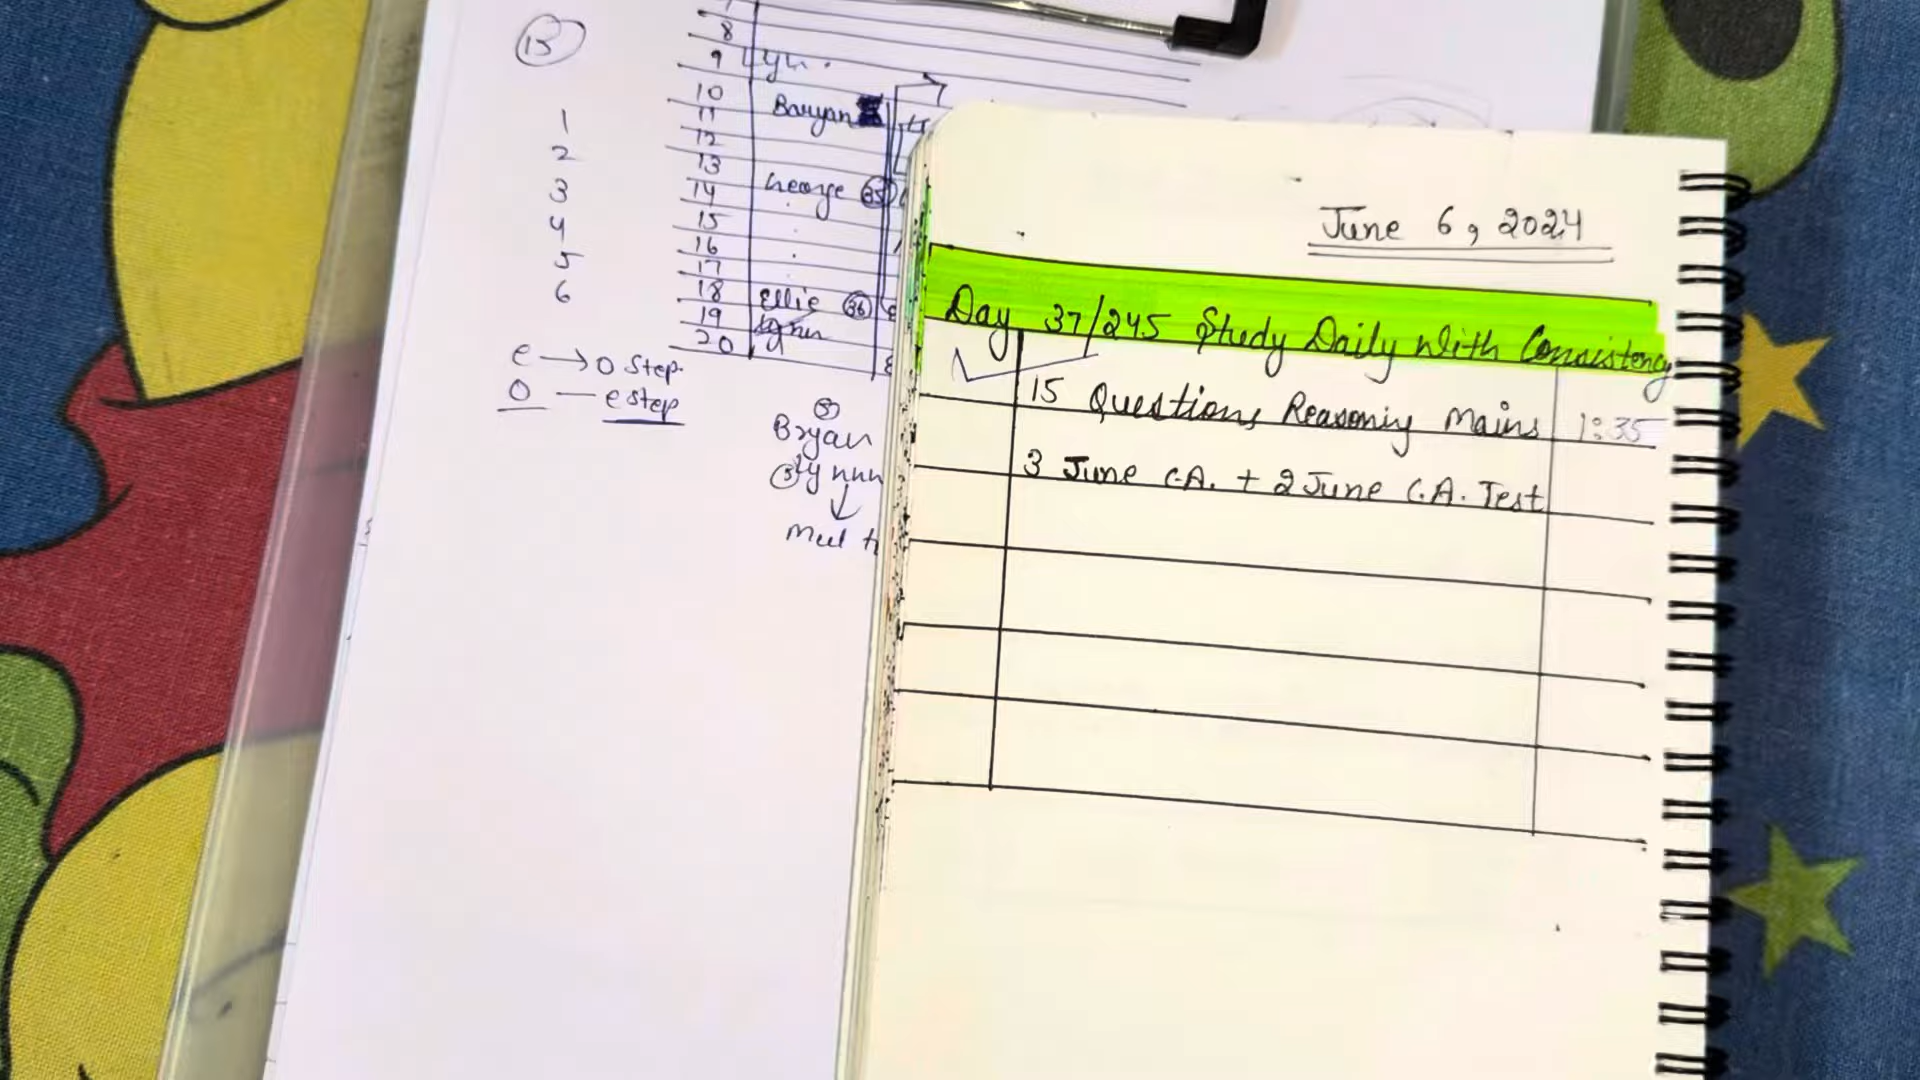 15
1
2
3
4
5
6
e → o step.
o — e step
8
9
10
11
12
13
14
15
16
17
18
19
20
Baryan
George 35
Ellie 36
Bryan
June 6, 2024
Day 37/245 Study Daily With Consistency
15 Questions Reasoning Mains 1:35
3 June C.A. + 2 June C.A. Test